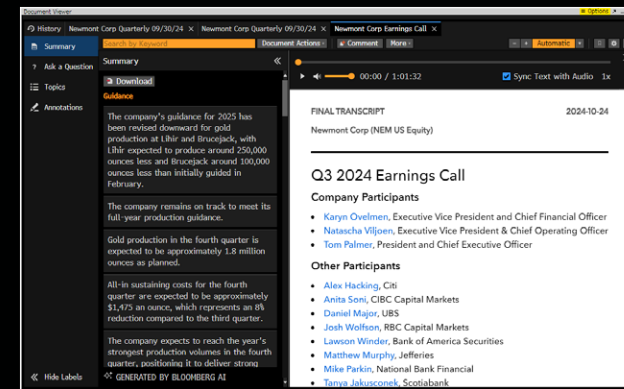 Document Viewer
Options
History
Newmont Corp Quarterly 09/30/24 ×
Newmont Corp Quarterly 09/30/24 ×
Newmont Corp Earnings Call ×
Summary
Search by Keyword
Document Actions
Comment
More
- + Automatic
? Ask a Question
Summary
«
Topics
Download
00:00 / 1:01:32
Sync Text with Audio 1x
Annotations
Guidance
The company's guidance for 2025 has
been revised downward for gold
production at Lihir and Brucejack, with
Lihir expected to produce around 250,000
ounces less and Brucejack around 100,000
ounces less than initially guided in
February.
The company remains on track to meet its
full-year production guidance.
Gold production in the fourth quarter is
expected to be approximately 1.8 million
ounces as planned.
All-in sustaining costs for the fourth
quarter are expected to be approximately
$1,475 an ounce, which represents an 8%
reduction compared to the third quarter.
The company expects to reach the year's
strongest production volumes in the fourth
quarter, positioning it to deliver strong
GENERATED BY BLOOMBERG AI
« Hide Labels
FINAL TRANSCRIPT 2024-10-24
Newmont Corp (NEM US Equity)
Q3 2024 Earnings Call
Company Participants
• Karyn Ovelmen, Executive Vice President and Chief Financial Officer
• Natascha Viljoen, Executive Vice President & Chief Operating Officer
• Tom Palmer, President and Chief Executive Officer
Other Participants
• Alex Hacking, Citi
• Anita Soni, CIBC Capital Markets
• Daniel Major, UBS
• Josh Wolfson, RBC Capital Markets
• Lawson Winder, Bank of America Securities
• Matthew Murphy, Jefferies
• Mike Parkin, National Bank Financial
• Tanya Jakusconek, Scotiabank